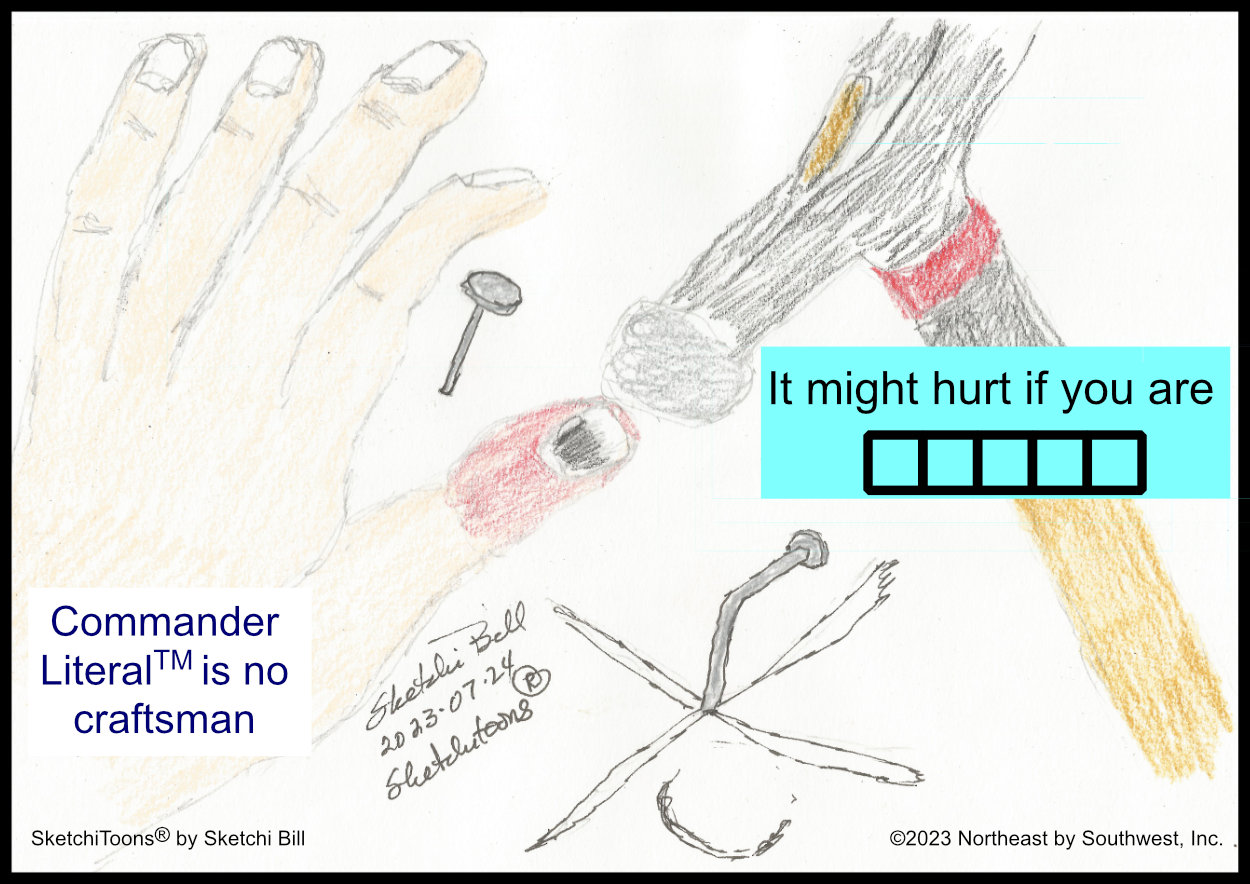 It might hurt if you are
Commander
Literal™ is no
craftsman
Sketchi Bill
2023.07.24
®
Sketchitoons
SketchiToons® by Sketchi Bill
©2023 Northeast by Southwest, Inc.